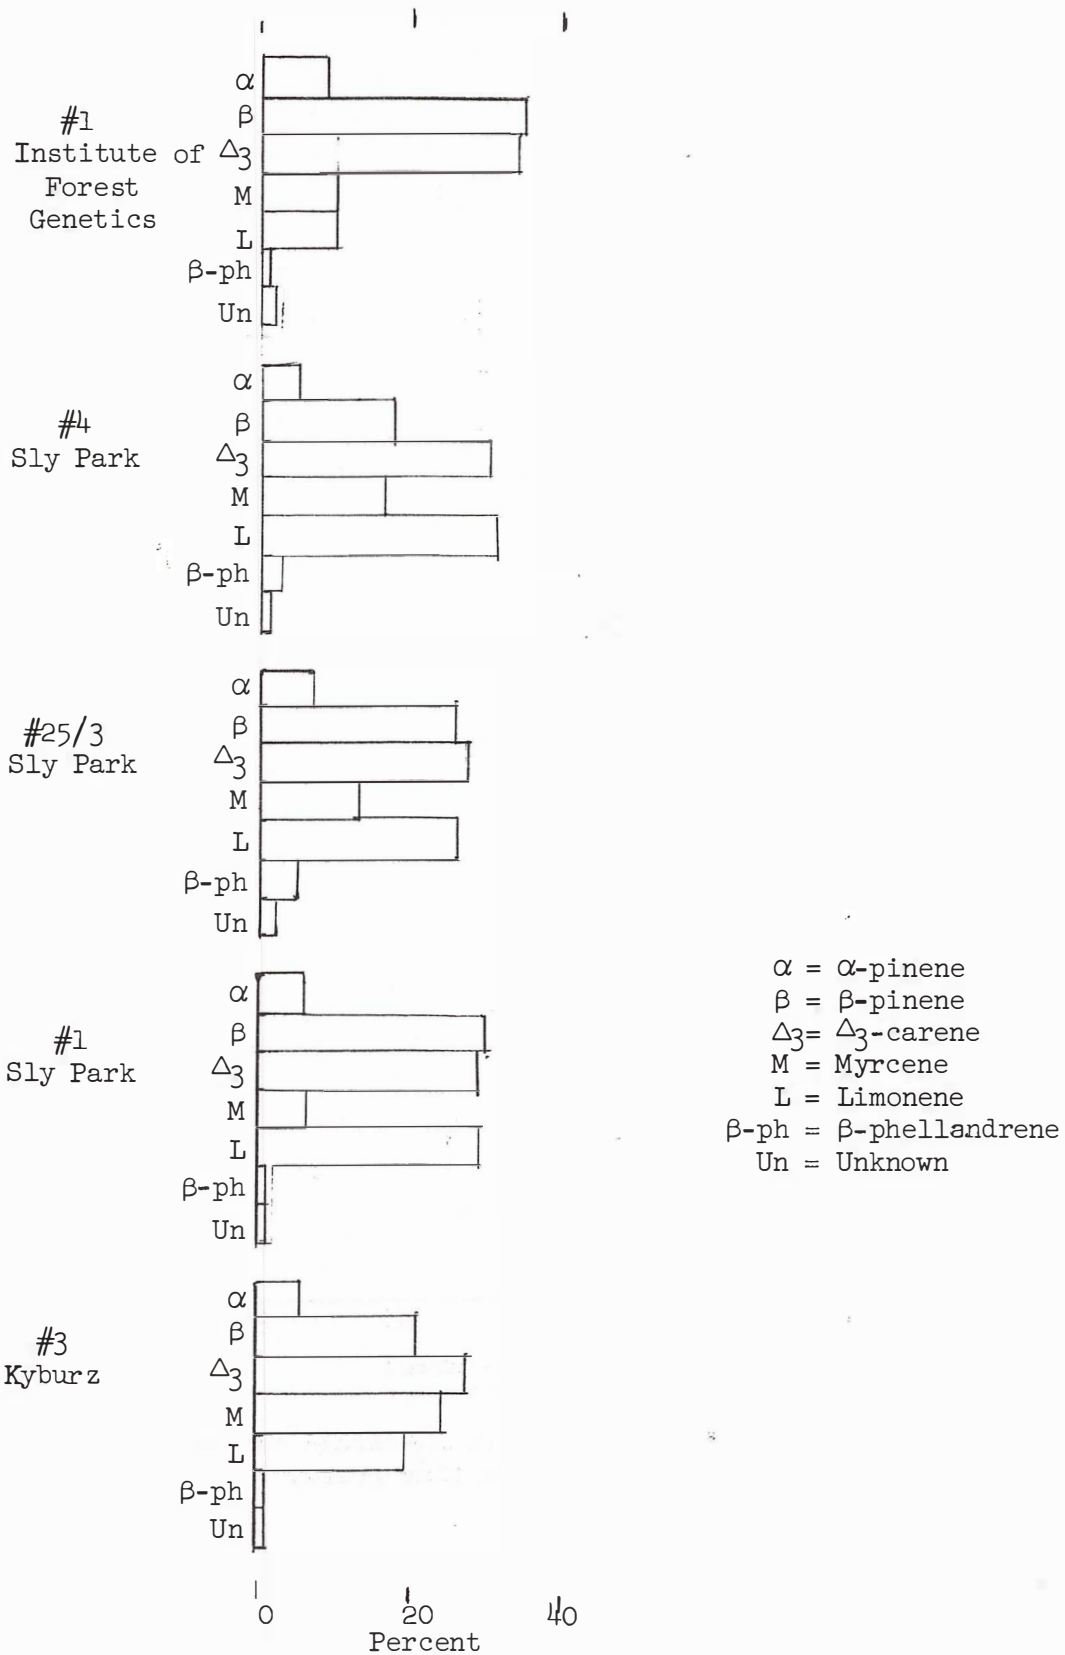 α
β
#1
Institute of Δ3
Forest
M
Genetics
L
β-ph
Un
α
#4
β
Sly Park
Δ3
M
L
β-ph
Un
α
#25/3
β
Sly Park
Δ3
M
L
β-ph
Un
α
#1
β
Sly Park
Δ3
M
L
β-ph
Un
α = α-pinene
β = β-pinene
Δ3= Δ3-carene
M = Myrcene
L = Limonene
β-ph = β-phellandrene
Un = Unknown
α
#3
β
Kyburz
Δ3
M
L
β-ph
Un
0 20 40
Percent